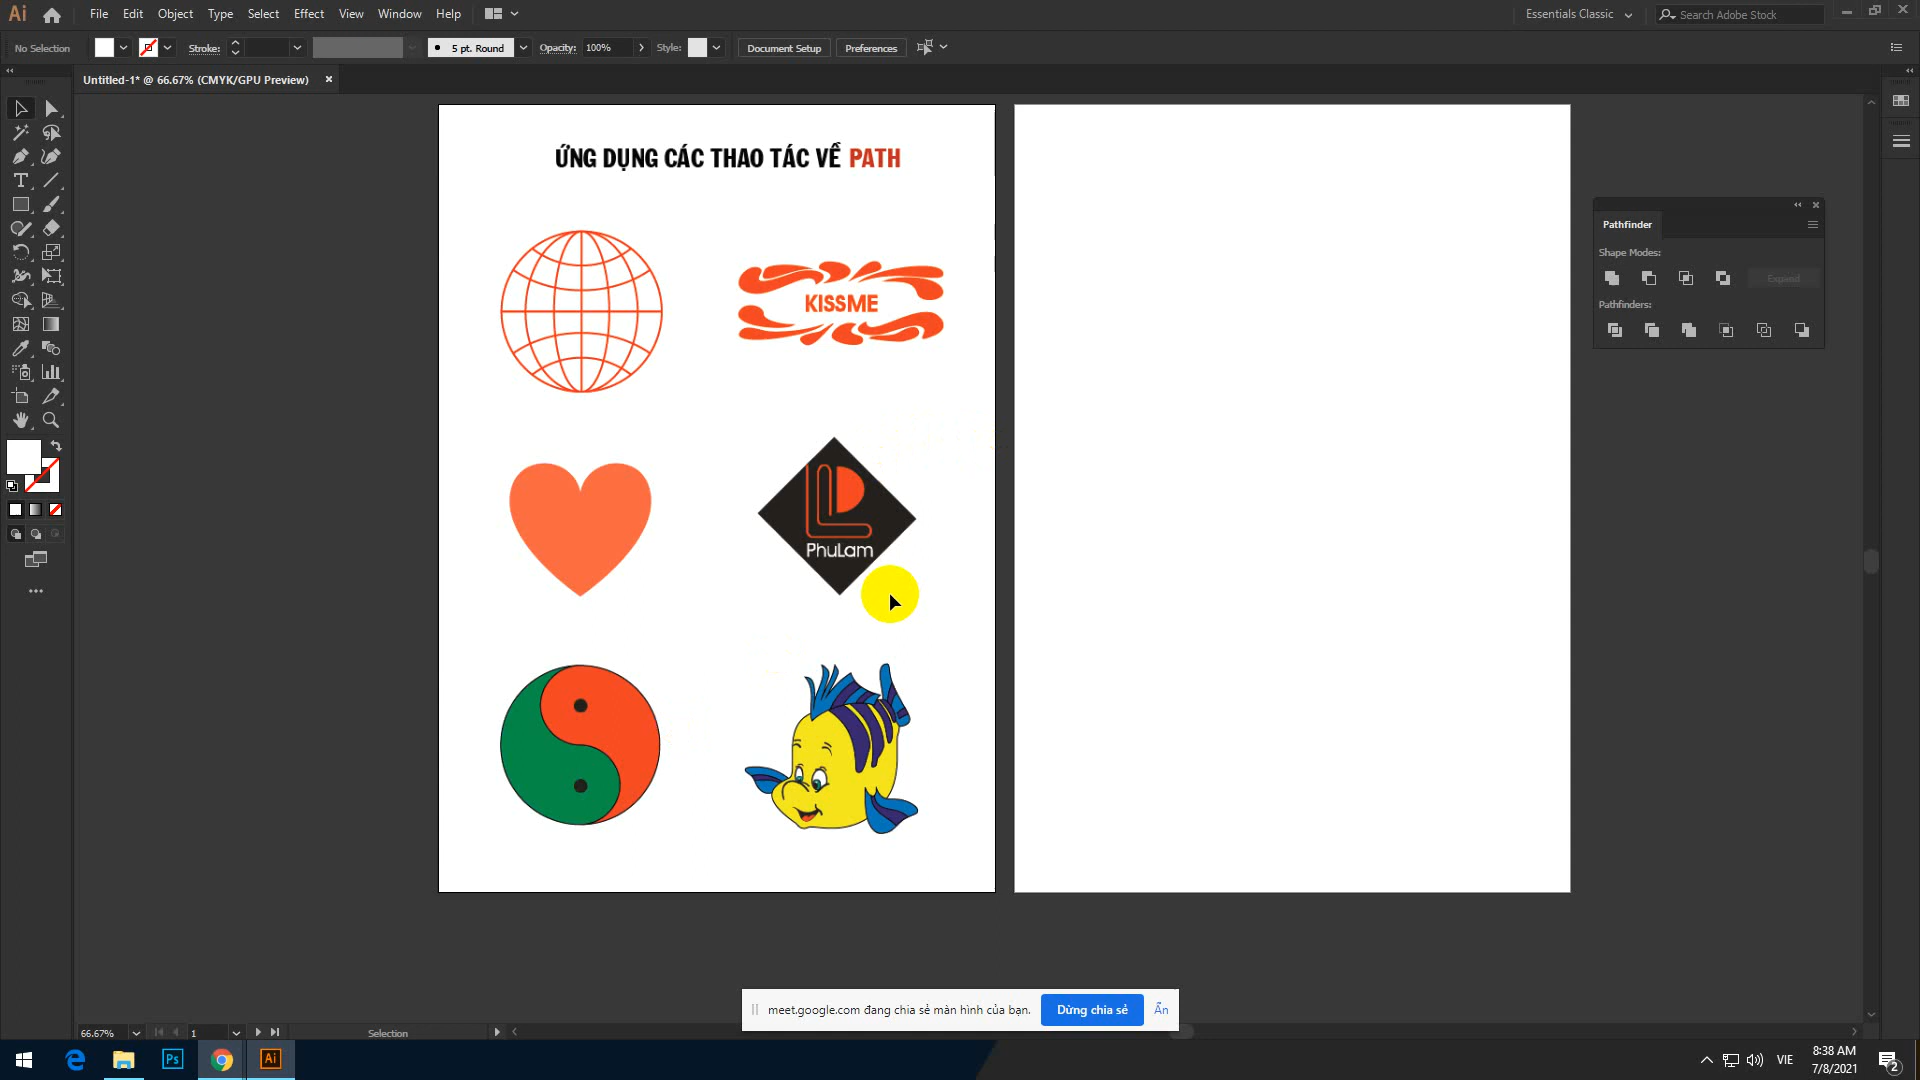 Ai File Edit Object Type Select Effect View Window Help Essentials Classic Search Adobe Stock
No Selection Stroke: 5 pt. Round Opacity: 100% Style: Document Setup Preferences
Untitled-1* @ 66.67% (CMYK/GPU Preview)
ỨNG DỤNG CÁC THAO TÁC VỀ PATH
KISSME
PhuLam
Pathfinder
Shape Modes:
Expand
Pathfinders:
meet.google.com đang chia sẻ màn hình của bạn. Dừng chia sẻ Ẩn
66.67% 1 Selection
Ps Ai VIE 8:38 AM
7/8/2021 2